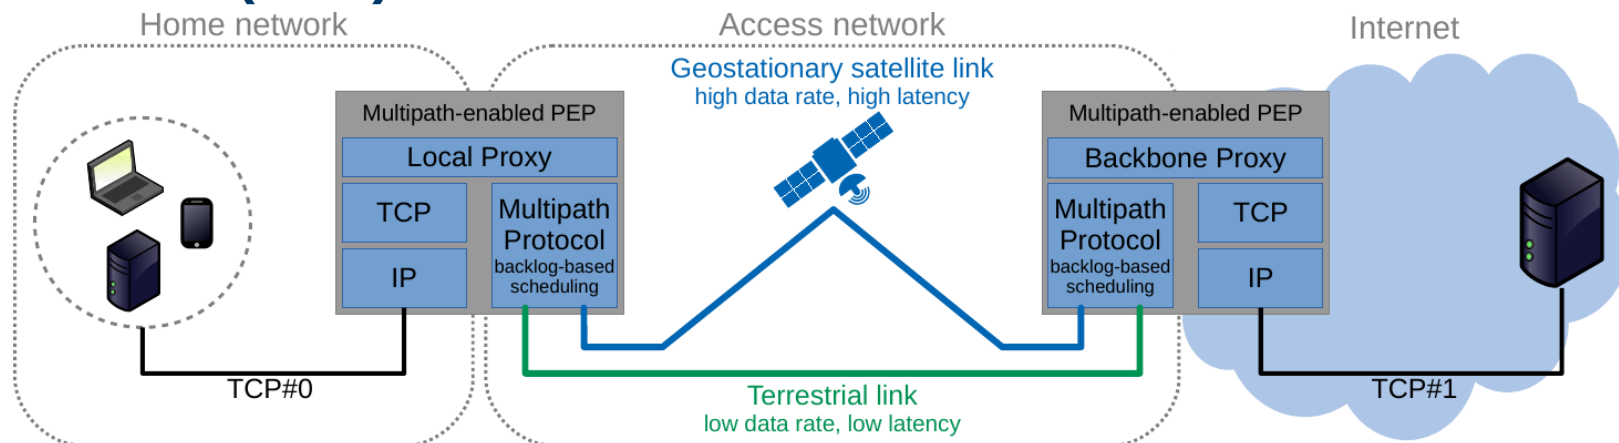 Home network
Access network
Internet
Geostationary satellite link
high data rate, high latency
Multipath-enabled PEP
Local Proxy
TCP
IP
Multipath
Protocol
backlog-based
scheduling
Multipath-enabled PEP
Backbone Proxy
Multipath
Protocol
backlog-based
scheduling
TCP
IP
TCP#0
Terrestrial link
low data rate, low latency
TCP#1